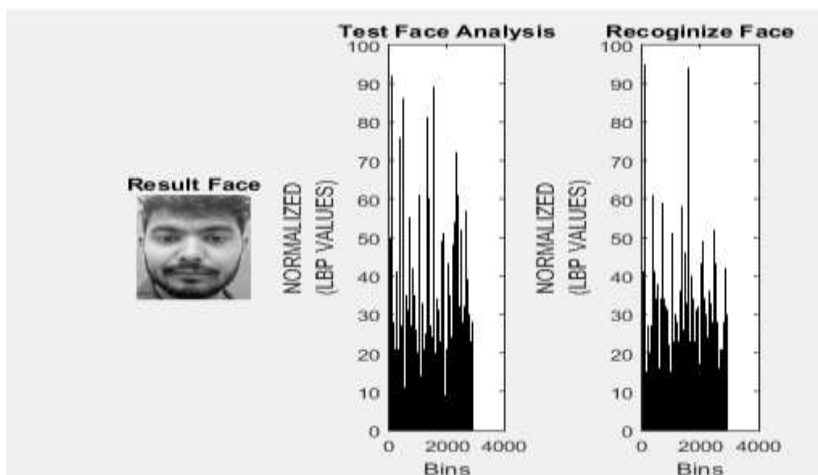 Result Face
Test Face Analysis
NORMALIZED
(LBP VALUES)
100
90
80
70
60
50
40
30
20
10
0
0 2000 4000
Bins
Recoginize Face
NORMALIZED
(LBP VALUES)
100
90
80
70
60
50
40
30
20
10
0
0 2000 4000
Bins